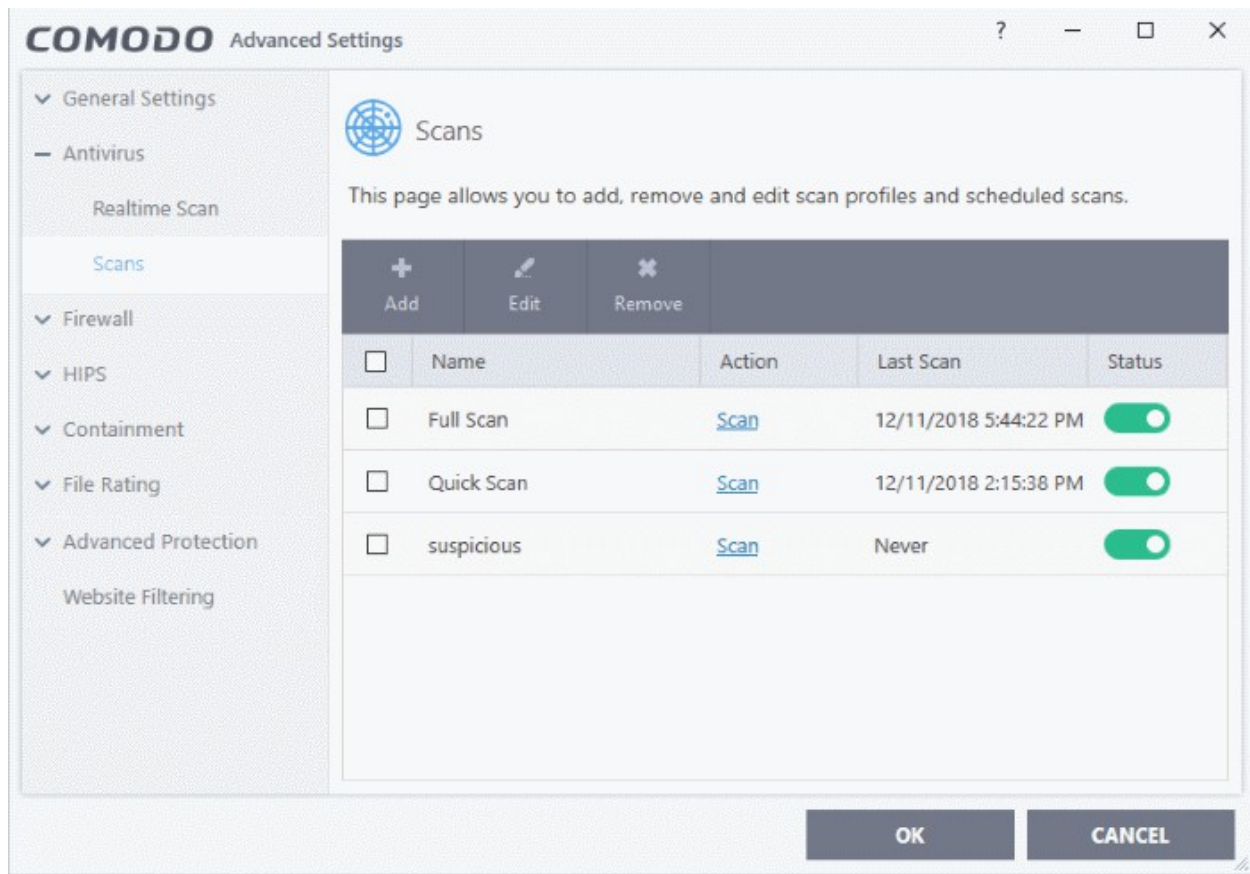 COMODO Advanced Settings ?
General Settings
Antivirus
Realtime Scan
Scans
Firewall
HIPS
Containment
File Rating
Advanced Protection
Website Filtering
Scans
This page allows you to add, remove and edit scan profiles and scheduled scans.
Add Edit Remove
Name Action Last Scan Status
Full Scan Scan 12/11/2018 5:44:22 PM
Quick Scan Scan 12/11/2018 2:15:38 PM
suspicious Scan Never
OK CANCEL